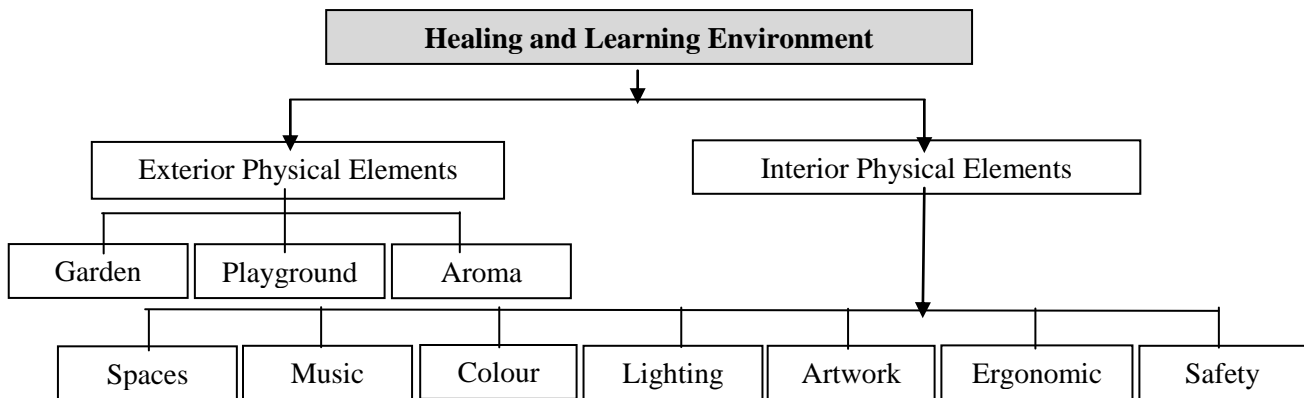 Healing and Learning Environment
Exterior Physical Elements
Interior Physical Elements
Garden
Playground
Aroma
Spaces
Music
Colour
Lighting
Artwork
Ergonomic
Safety